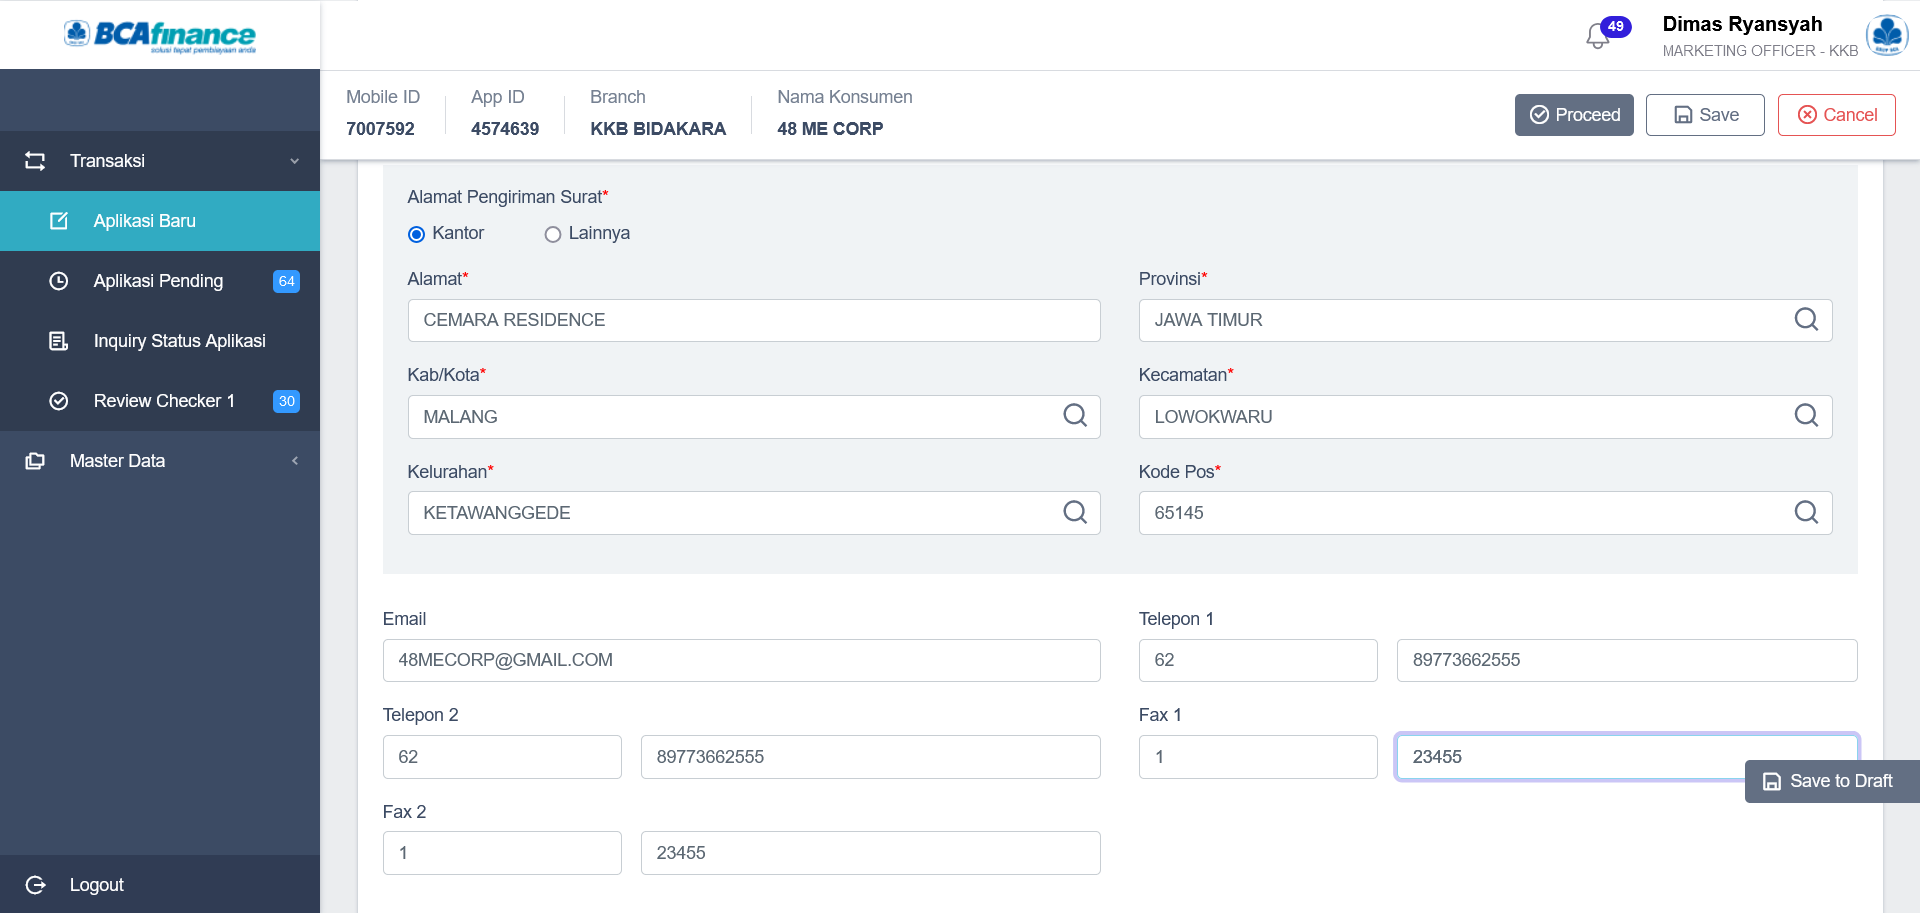 BCAfinance
solusi tepat pembiayaan anda
49
Dimas Ryansyah
MARKETING OFFICER - KKB
Mobile ID
7007592
App ID
4574639
Branch
KKB BIDAKARA
Nama Konsumen
48 ME CORP
Proceed
Save
Cancel
Transaksi
Aplikasi Baru
Aplikasi Pending
64
Inquiry Status Aplikasi
Review Checker 1
30
Master Data
Logout
Alamat Pengiriman Surat*
Kantor
Lainnya
Alamat*
CEMARA RESIDENCE
Provinsi*
JAWA TIMUR
Kab/Kota*
MALANG
Kecamatan*
LOWOKWARU
Kelurahan*
KETAWANGGEDE
Kode Pos*
65145
Email
48MECORP@GMAIL.COM
Telepon 1
62
89773662555
Telepon 2
62
89773662555
Fax 1
1
23455
Save to Draft
Fax 2
1
23455